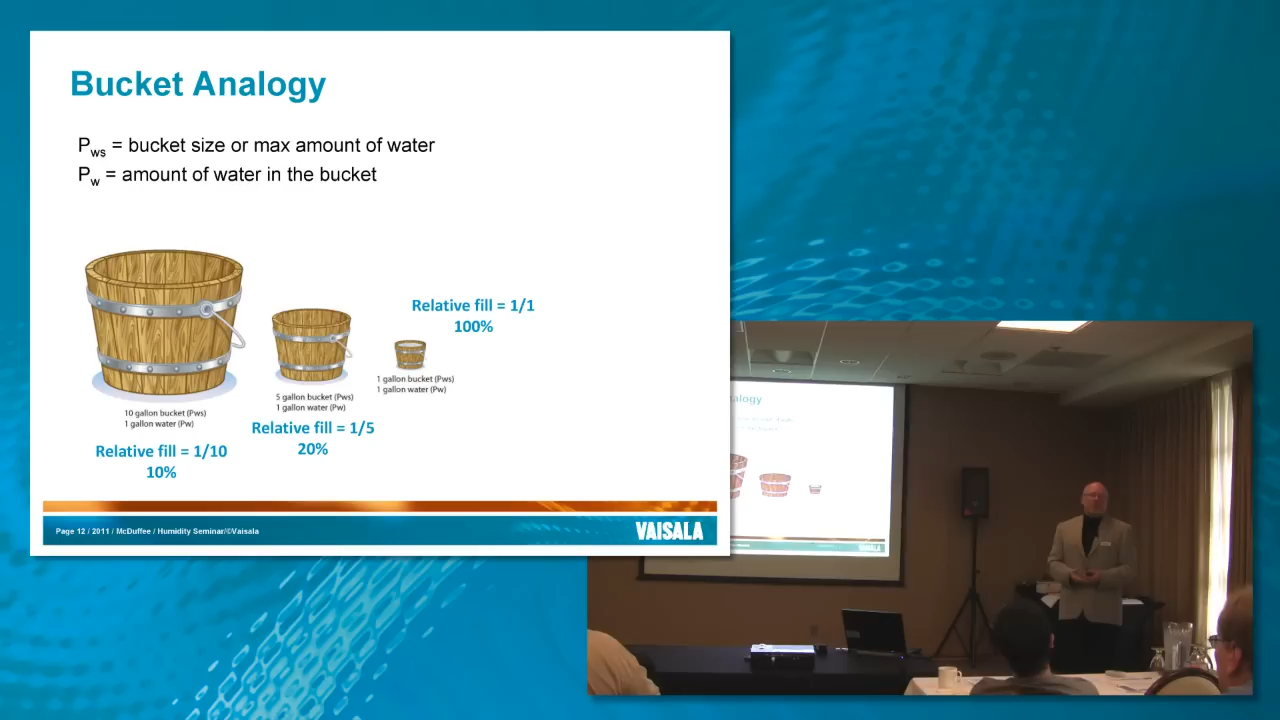 Bucket Analogy
Pws = bucket size or max amount of water
Pw = amount of water in the bucket
Relative fill = 1/1
100%
1 gallon bucket (Pws)
1 gallon water (Pw)
5 gallon bucket (Pws)
1 gallon water (Pw)
Relative fill = 1/5
20%
10 gallon bucket (Pws)
1 gallon water (Pw)
Relative fill = 1/10
10%
Page 12 / 2011 / McDuffee / Humidity Seminar/©Vaisala
VAISALA
alogy
VAISALA